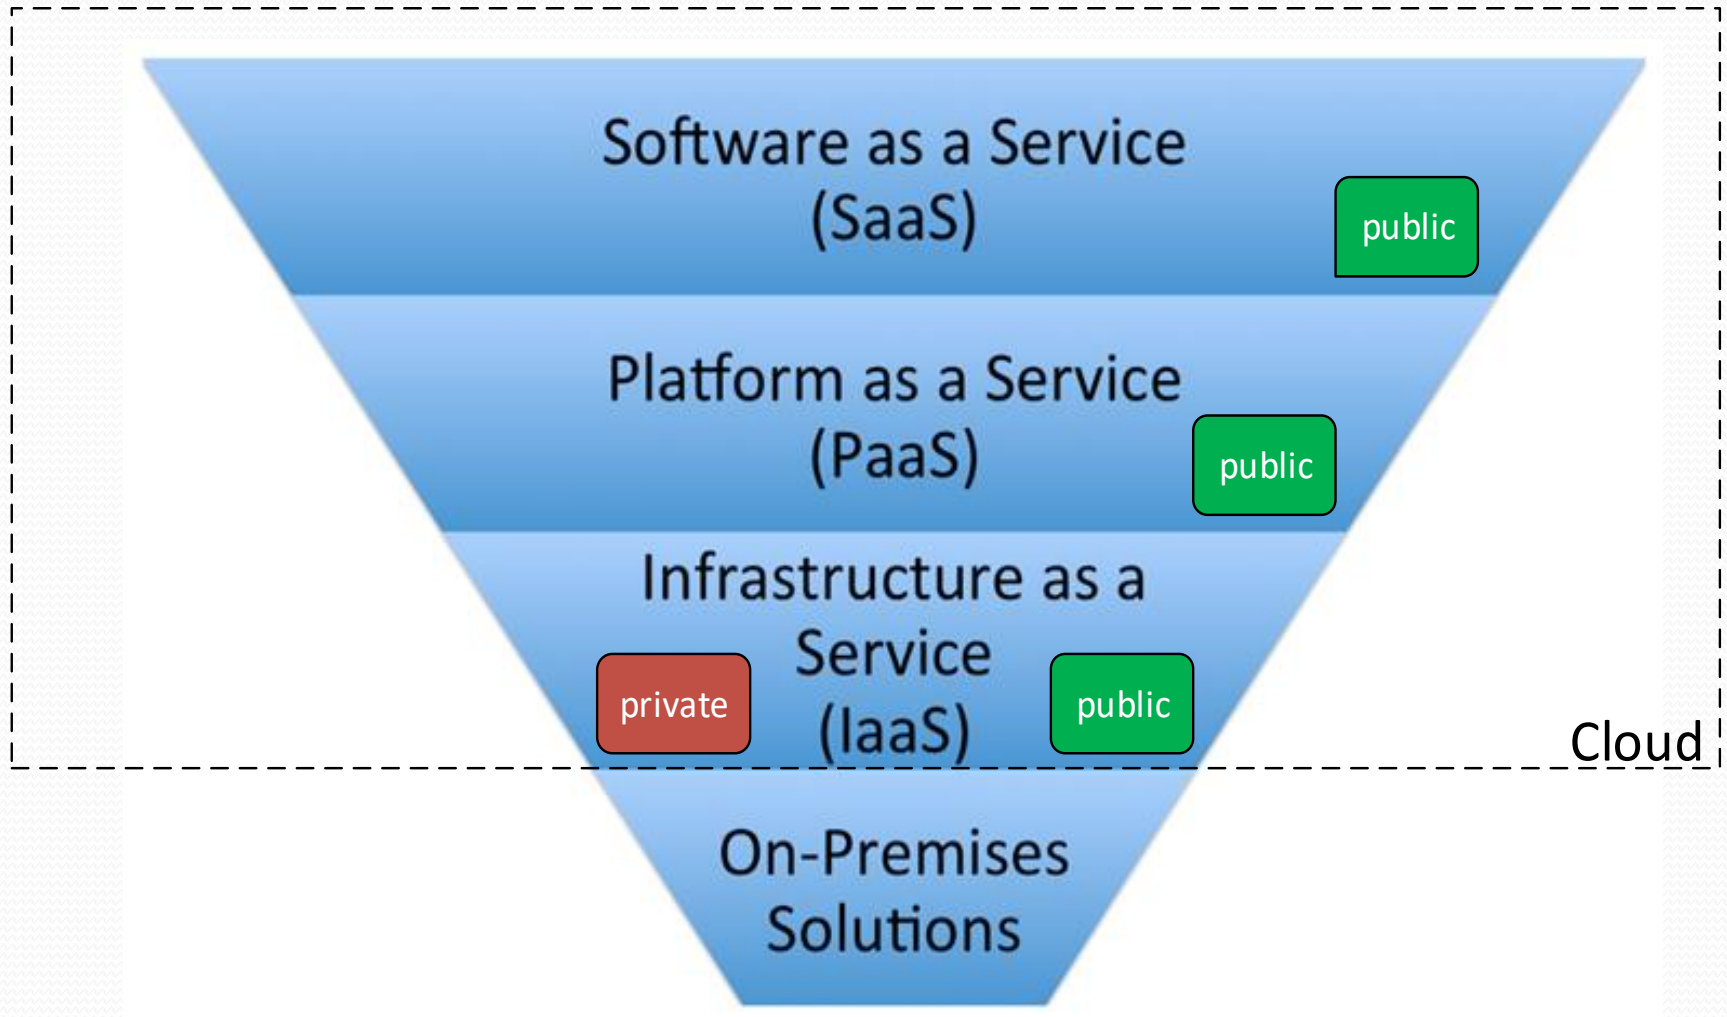 Software as a Service
(SaaS)
public
Platform as a Service
(PaaS)
public
Infrastructure as a
Service
(IaaS)
private
public
Cloud
On-Premises
Solutions